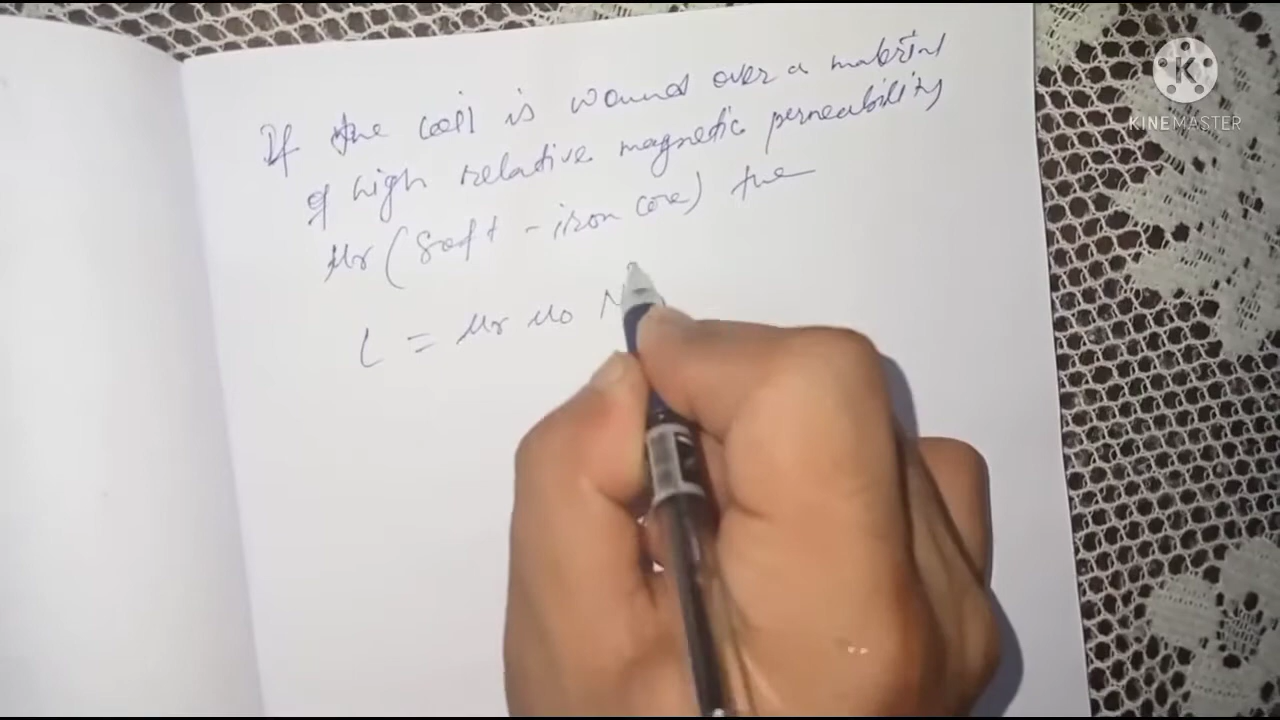 If the coil is wound over a material
of high relative magnetic permeability
μr (Soft - iron core) the
L = μr μo N
K
KINEMASTER